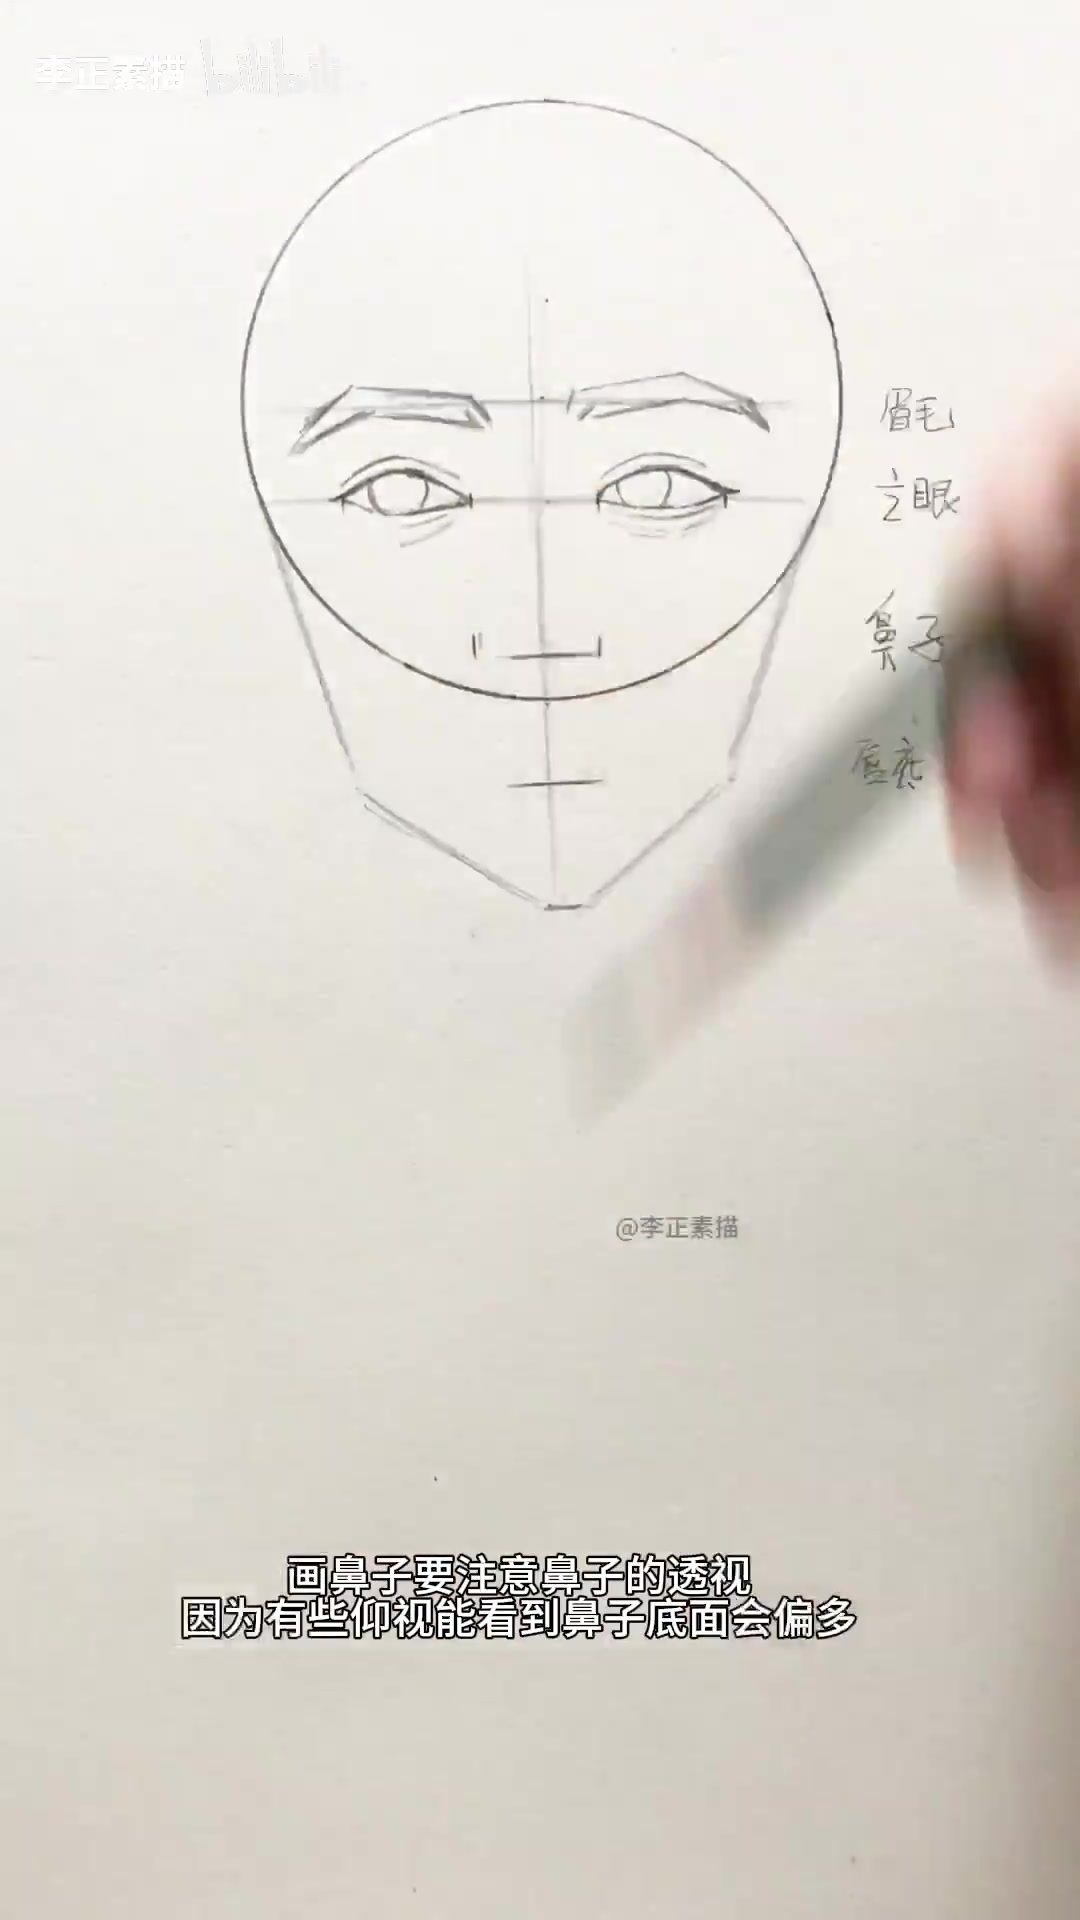 李正素描 bilibili
眉毛
1/2眼
鼻子
唇底
@李正素描
画鼻子要注意鼻子的透视
因为有些仰视能看到鼻子底面会偏多